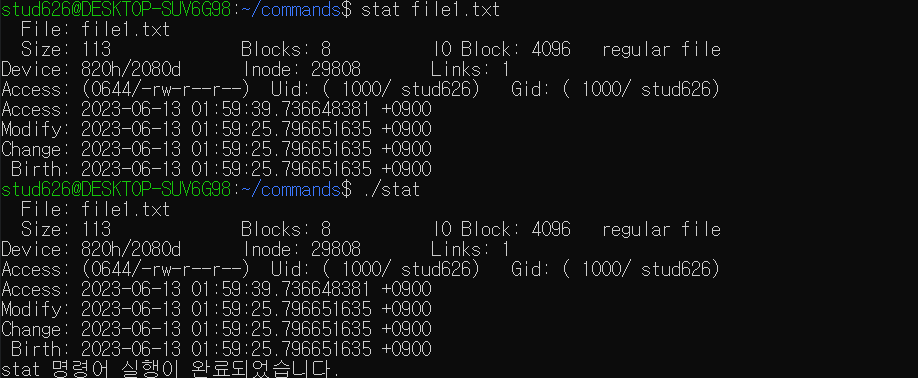 stud626@DESKTOP-SUV6G98:~/commands$ stat file1.txt
  File: file1.txt
  Size: 113             Blocks: 8          IO Block: 4096   regular file
Device: 820h/2080d      Inode: 29808       Links: 1
Access: (0644/-rw-r--r--)  Uid: ( 1000/ stud626)   Gid: ( 1000/ stud626)
Access: 2023-06-13 01:59:39.736648381 +0900
Modify: 2023-06-13 01:59:25.796651635 +0900
Change: 2023-06-13 01:59:25.796651635 +0900
 Birth: 2023-06-13 01:59:25.796651635 +0900
stud626@DESKTOP-SUV6G98:~/commands$ ./stat
  File: file1.txt
  Size: 113             Blocks: 8          IO Block: 4096   regular file
Device: 820h/2080d      Inode: 29808       Links: 1
Access: (0644/-rw-r--r--)  Uid: ( 1000/ stud626)   Gid: ( 1000/ stud626)
Access: 2023-06-13 01:59:39.736648381 +0900
Modify: 2023-06-13 01:59:25.796651635 +0900
Change: 2023-06-13 01:59:25.796651635 +0900
 Birth: 2023-06-13 01:59:25.796651635 +0900
stat 명령어 실행이 완료되었습니다.